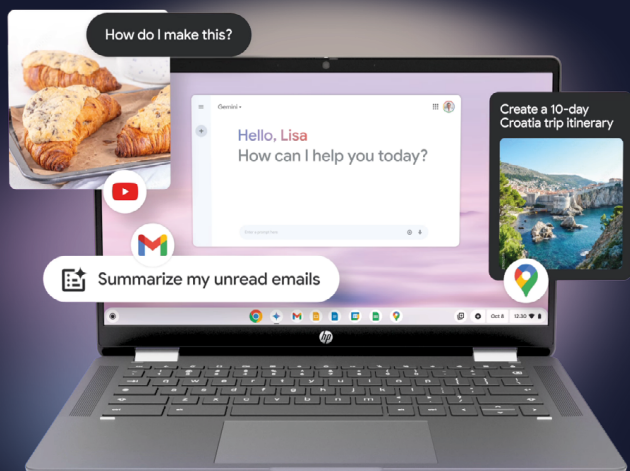 How do I make this?
Gemini
Hello, Lisa
How can I help you today?
Create a 10-day
Croatia trip itinerary
Summarize my unread emails
Oct 8
12:30
hp